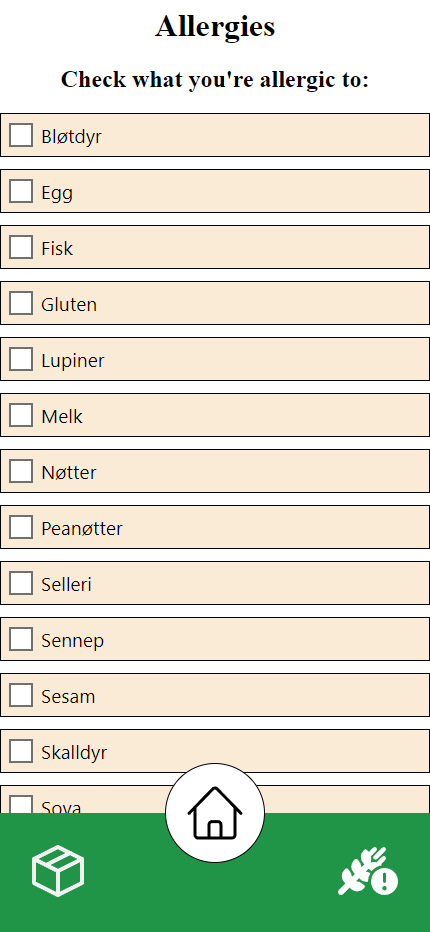 Allergies
Check what you're allergic to:
Bløtdyr
Egg
Fisk
Gluten
Lupiner
Melk
Nøtter
Peanøtter
Selleri
Sennep
Sesam
Skalldyr
Soya